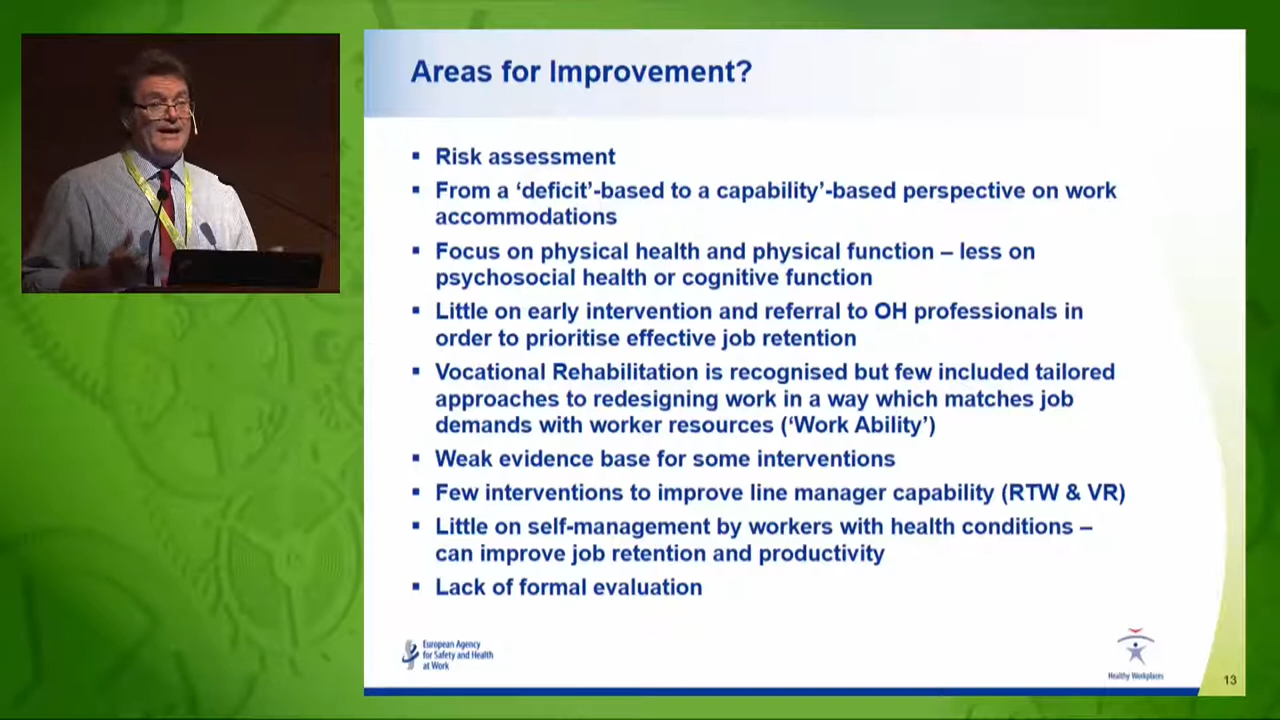 Areas for Improvement?
▪ Risk assessment
▪ From a ‘deficit’-based to a capability’-based perspective on work
accommodations
▪ Focus on physical health and physical function – less on
psychosocial health or cognitive function
▪ Little on early intervention and referral to OH professionals in
order to prioritise effective job retention
▪ Vocational Rehabilitation is recognised but few included tailored
approaches to redesigning work in a way which matches job
demands with worker resources (‘Work Ability’)
▪ Weak evidence base for some interventions
▪ Few interventions to improve line manager capability (RTW & VR)
▪ Little on self-management by workers with health conditions –
can improve job retention and productivity
▪ Lack of formal evaluation
European Agency
for Safety and Health
at Work
Healthy Workplaces
13